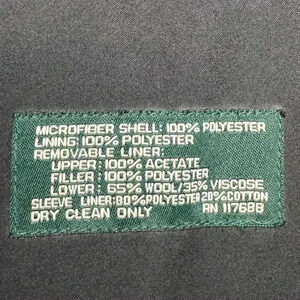 MICROFIBER SHELL: 100% POLYESTER
LINING: 100% POLYESTER
REMOVABLE LINER:
UPPER: 100% ACETATE
FILLER: 100% POLYESTER
LOWER: 65% WOOL/35% VISCOSE
SLEEVE LINER: 80%POLYESTER 20%COTTON
DRY CLEAN ONLY RN 117688